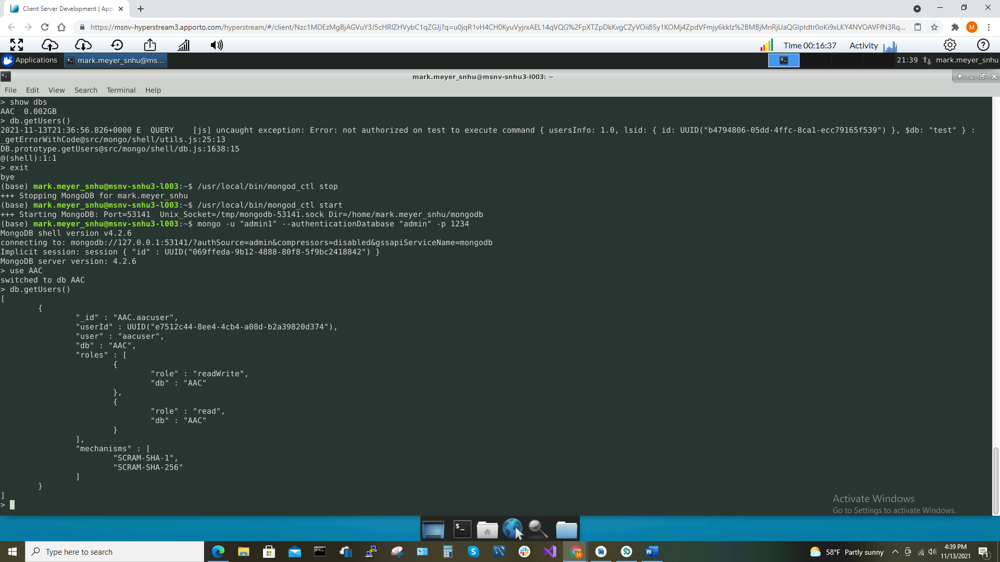 Client Server Development | App
https://msnv-hyperstream3.apporto.com/hyperstream/#/client/Nzc1MDEzMgBjAGVuY3J5cHRlZHVybC1qZGJj?q=u0jqR1vH4CH0KyuVyjrxAEL14qVQG%2FpXTZpDkKvgCZyVOii85y1KOMj4ZpdVFmjy6kklz%2BMBjMnRjUaQGlptdtr0oKi9xLKY4NVOAVFfN3Rq...
M
Time 00:16:37 Activity
Applications mark.meyer_snhu@ms... 21:39 mark.meyer_snhu
mark.meyer_snhu@msnv-snhu3-l003: ~
File Edit View Search Terminal Help
> show dbs
AAC  0.002GB
> db.getUsers()
2021-11-13T21:36:56.826+0000 E  QUERY    [js] uncaught exception: Error: not authorized on test to execute command { usersInfo: 1.0, lsid: { id: UUID("b4794806-05dd-4ffc-8ca1-ecc79165f539") }, $db: "test" } :
_getErrorWithCode@src/mongo/shell/utils.js:25:13
DB.prototype.getUsers@src/mongo/shell/db.js:1638:15
@(shell):1:1
> exit
bye
(base) mark.meyer_snhu@msnv-snhu3-l003:~$ /usr/local/bin/mongod_ctl stop
+++ Stopping MongoDB for mark.meyer_snhu
(base) mark.meyer_snhu@msnv-snhu3-l003:~$ /usr/local/bin/mongod_ctl start
+++ Starting MongoDB: Port=53141  Unix_Socket=/tmp/mongodb-53141.sock Dir=/home/mark.meyer_snhu/mongodb
(base) mark.meyer_snhu@msnv-snhu3-l003:~$ mongo -u "admin1" --authenticationDatabase "admin" -p 1234
MongoDB shell version v4.2.6
connecting to: mongodb://127.0.0.1:53141/?authSource=admin&compressors=disabled&gssapiServiceName=mongodb
Implicit session: session { "id" : UUID("069ffeda-9b12-4888-80f8-5f9bc2418842") }
MongoDB server version: 4.2.6
> use AAC
switched to db AAC
> db.getUsers()
[
{
"_id" : "AAC.aacuser",
"userId" : UUID("e7512c44-8ee4-4cb4-a08d-b2a39820d374"),
"user" : "aacuser",
"db" : "AAC",
"roles" : [
{
"role" : "readWrite",
"db" : "AAC"
},
{
"role" : "read",
"db" : "AAC"
}
],
"mechanisms" : [
"SCRAM-SHA-1",
"SCRAM-SHA-256"
]
}
]
>
Activate Windows
Go to Settings to activate Windows.
Type here to search
58°F Partly sunny
4:39 PM
11/13/2021
1